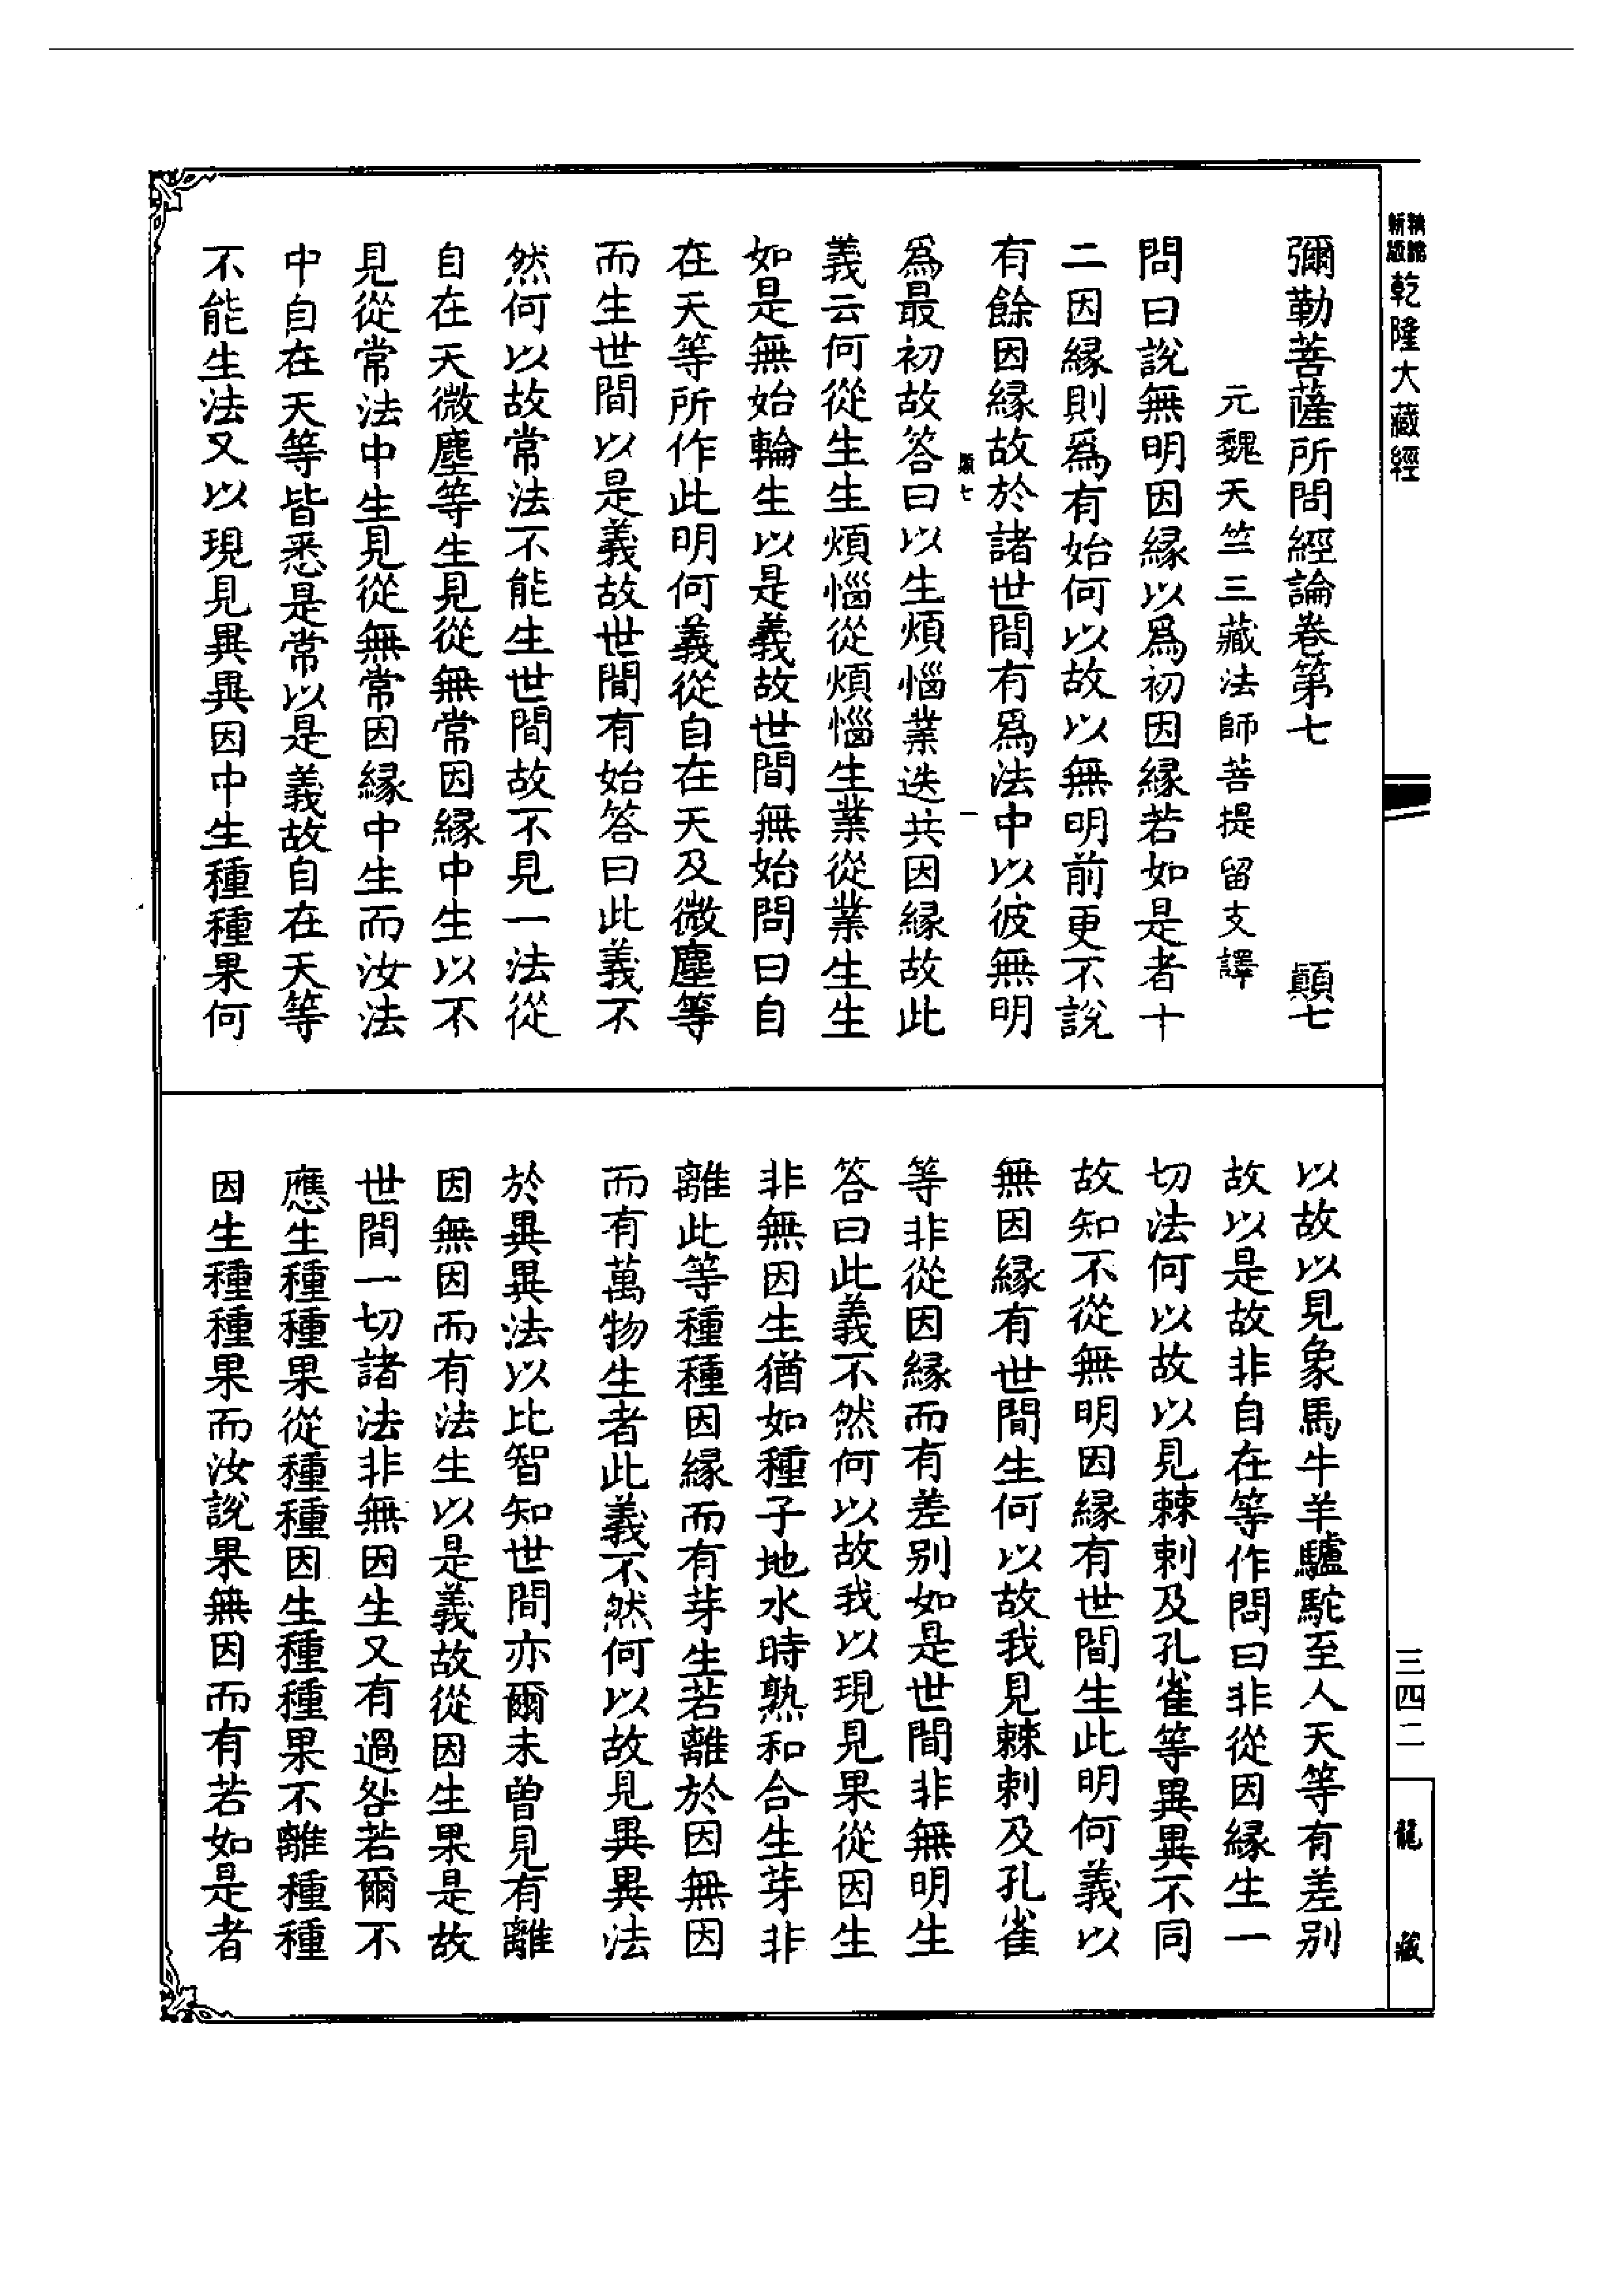 彌勒菩薩所問經論卷第七 顛七
元魏天竺三藏法師菩提留支譯
問曰說無明因緣以爲初因緣若如是者十
二因緣則爲有始何以故以無明前更不說
有餘因緣故於諸世間有爲法中以彼無明
顛七 一
爲最初故答曰以生煩惱業迭共因緣故此
義云何從生生煩惱從煩惱生業從業生生
如是無始輪生以是義故世間無始問曰自
在天等所作此明何義從自在天及微塵等
而生世間以是義故世間有始答曰此義不
然何以故常法不能生世間故不見一法從
自在天微塵等生見從無常因緣中生以不
見從常法中生見從無常因緣中生而汝法
中自在天等皆悉是常以是義故自在天等
不能生法又以現見異異因中生種種果何
以故以見象馬牛羊驢駝至人天等有差別
故以是故非自在等作問曰非從因緣生一
切法何以故以見棘刺及孔雀等異異不同
故知不從無明因緣有世間生此明何義以
無因緣有世間生何以故我見棘刺及孔雀
等非從因緣而有差別如是世間非無明生
答曰此義不然何以故我以現見果從因生
非無因生猶如種子地水時熟和合生芽非
離此等種種因緣而有芽生若離於因無因
而有萬物生者此義不然何以故見異異法
於異異法以比智知世間亦爾未曾見有離
因無因而有法生以是義故從因生果是故
世間一切諸法非無因生又有過咎若爾不
應生種種果從種種因生種種果不離種種
因生種種果而汝說果無因而有若如是者
乾隆大藏經
三四二
龍藏